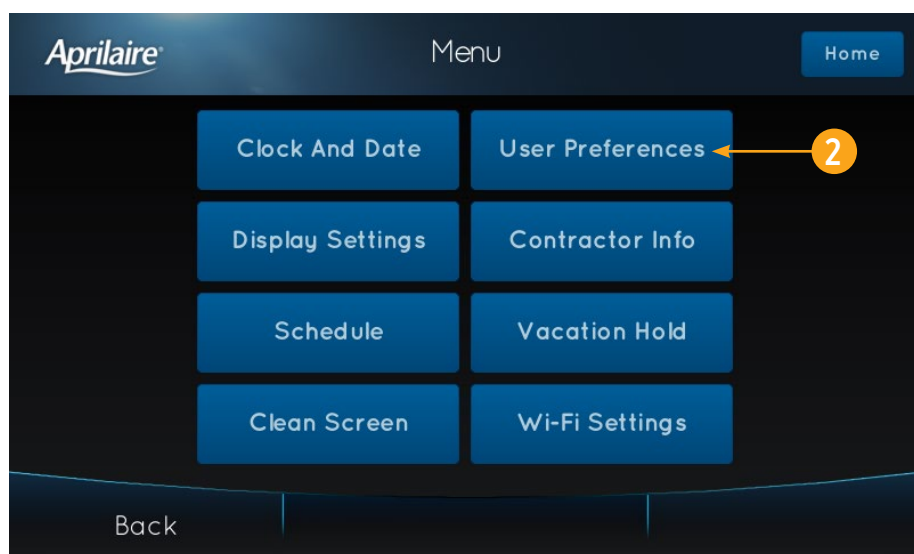 Aprilaire
Menu
Home
Clock And Date
User Preferences
2
Display Settings
Contractor Info
Schedule
Vacation Hold
Clean Screen
Wi-Fi Settings
Back